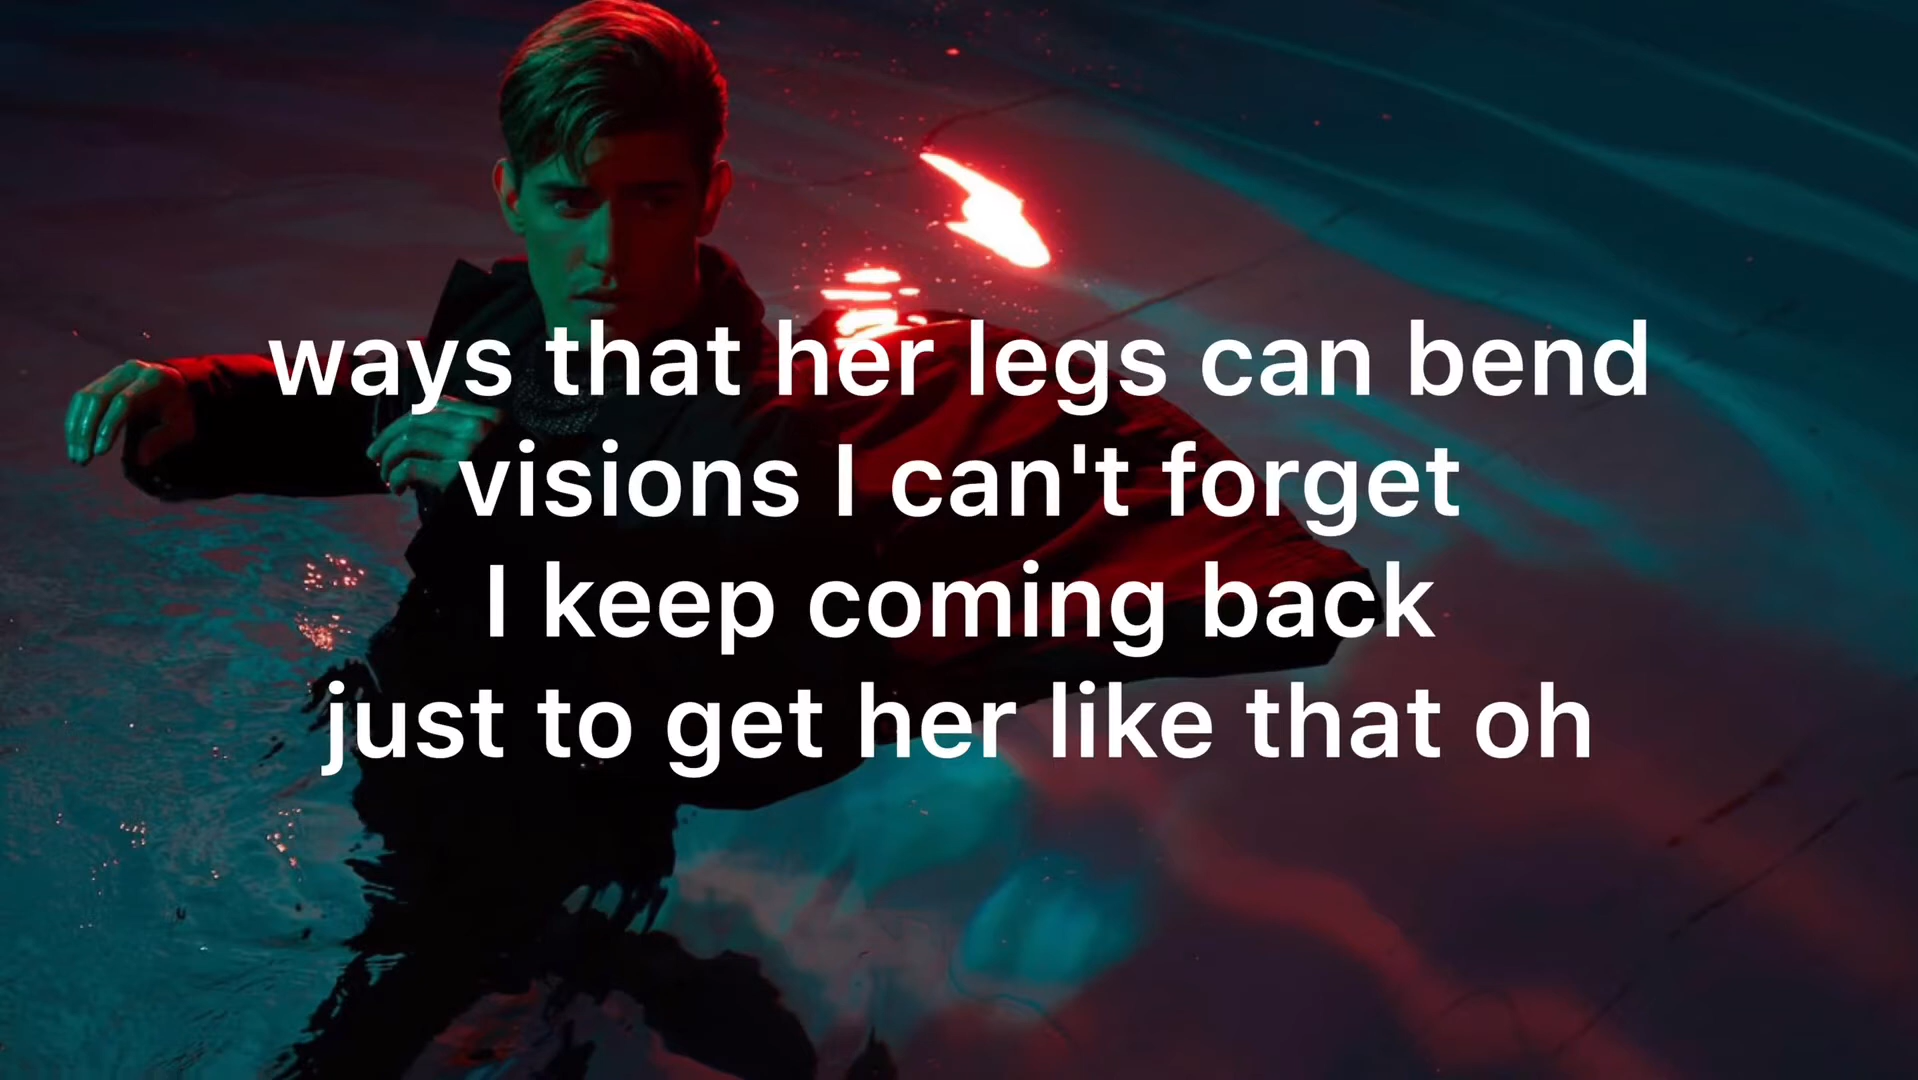 ways that her legs can bend
visions I can't forget
I keep coming back
just to get her like that oh